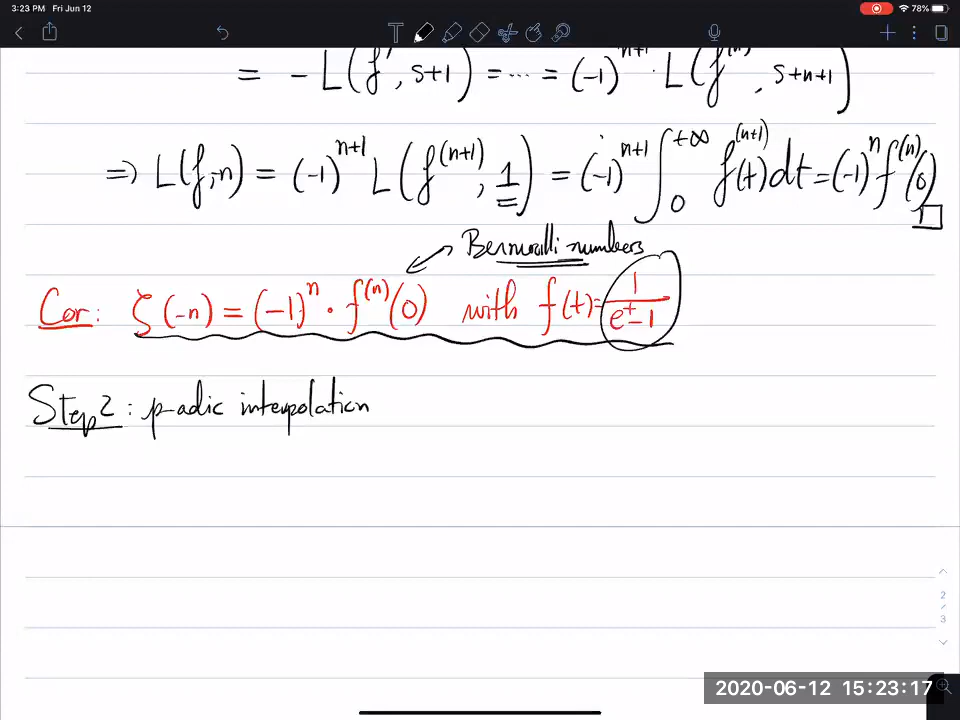 3:23 PM Fri Jun 12
78%
= - L(f', s+1) = ... = (-1)^{n+1} · L(f^{(n)}, s+n+1)
⇒ L(f,-n) = (-1)^{n+1} L(f^{(n+1)}, 1) = (-1)^{n+1} ∫_0^{+∞} f^{(n+1)}(t) dt = (-1)^n f^{(n)}(0) □
Bernoulli numbers
Cor: ζ(-n) = (-1)^n · f^{(n)}(0) with f(t) = 1/(e^t - 1)
Step 2: p-adic interpolation
2
/
3
2020-06-12 15:23:17